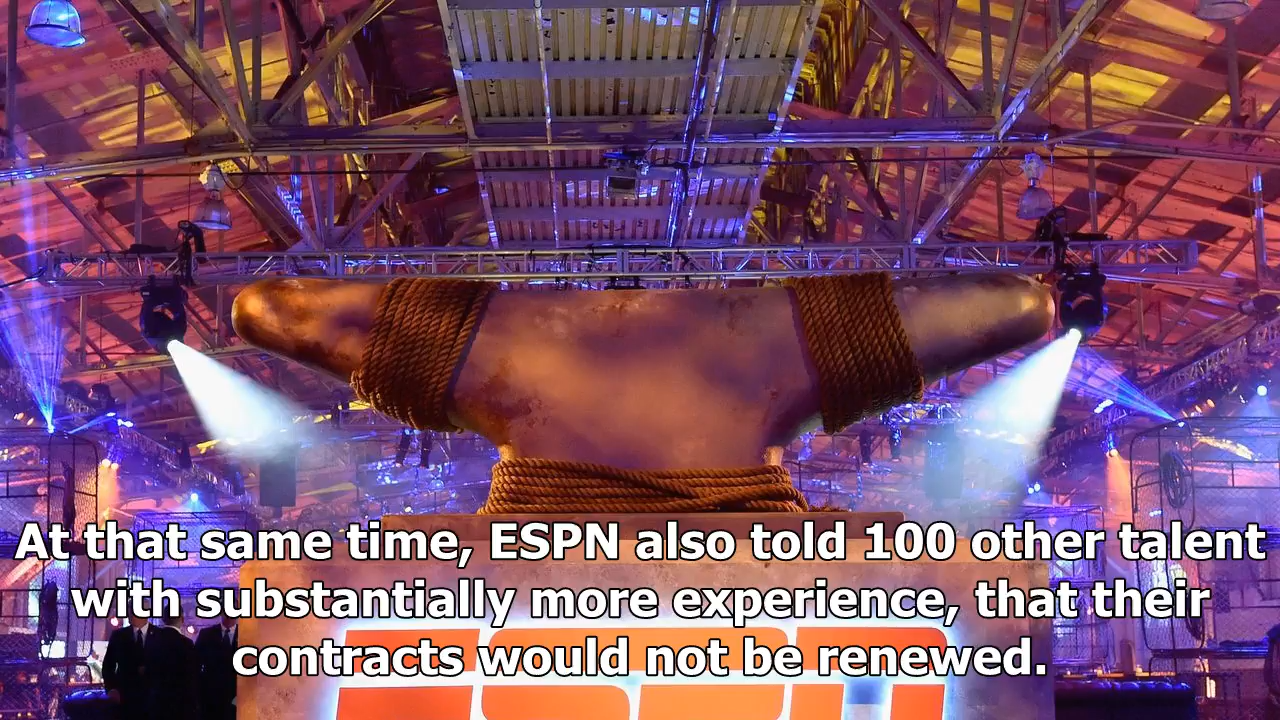 At that same time, ESPN also told 100 other talent
with substantially more experience, that their
contracts would not be renewed.
ESPN